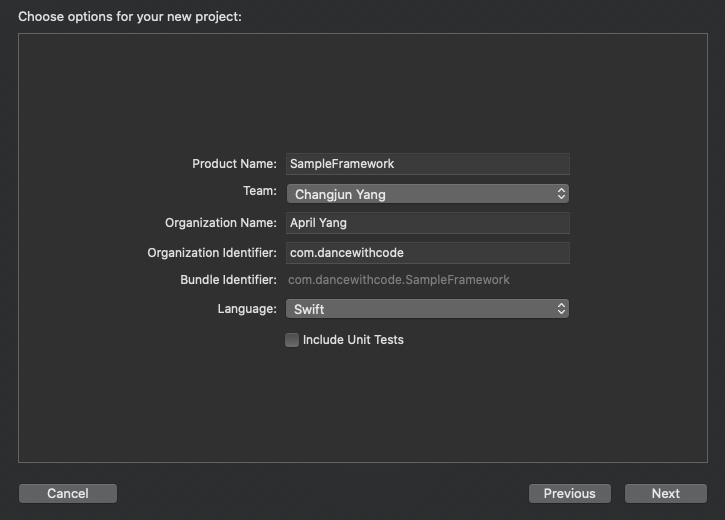 Choose options for your new project:
Product Name: SampleFramework
Team: Changjun Yang
Organization Name: April Yang
Organization Identifier: com.dancewithcode
Bundle Identifier: com.dancewithcode.SampleFramework
Language: Swift
Include Unit Tests
Cancel Previous Next